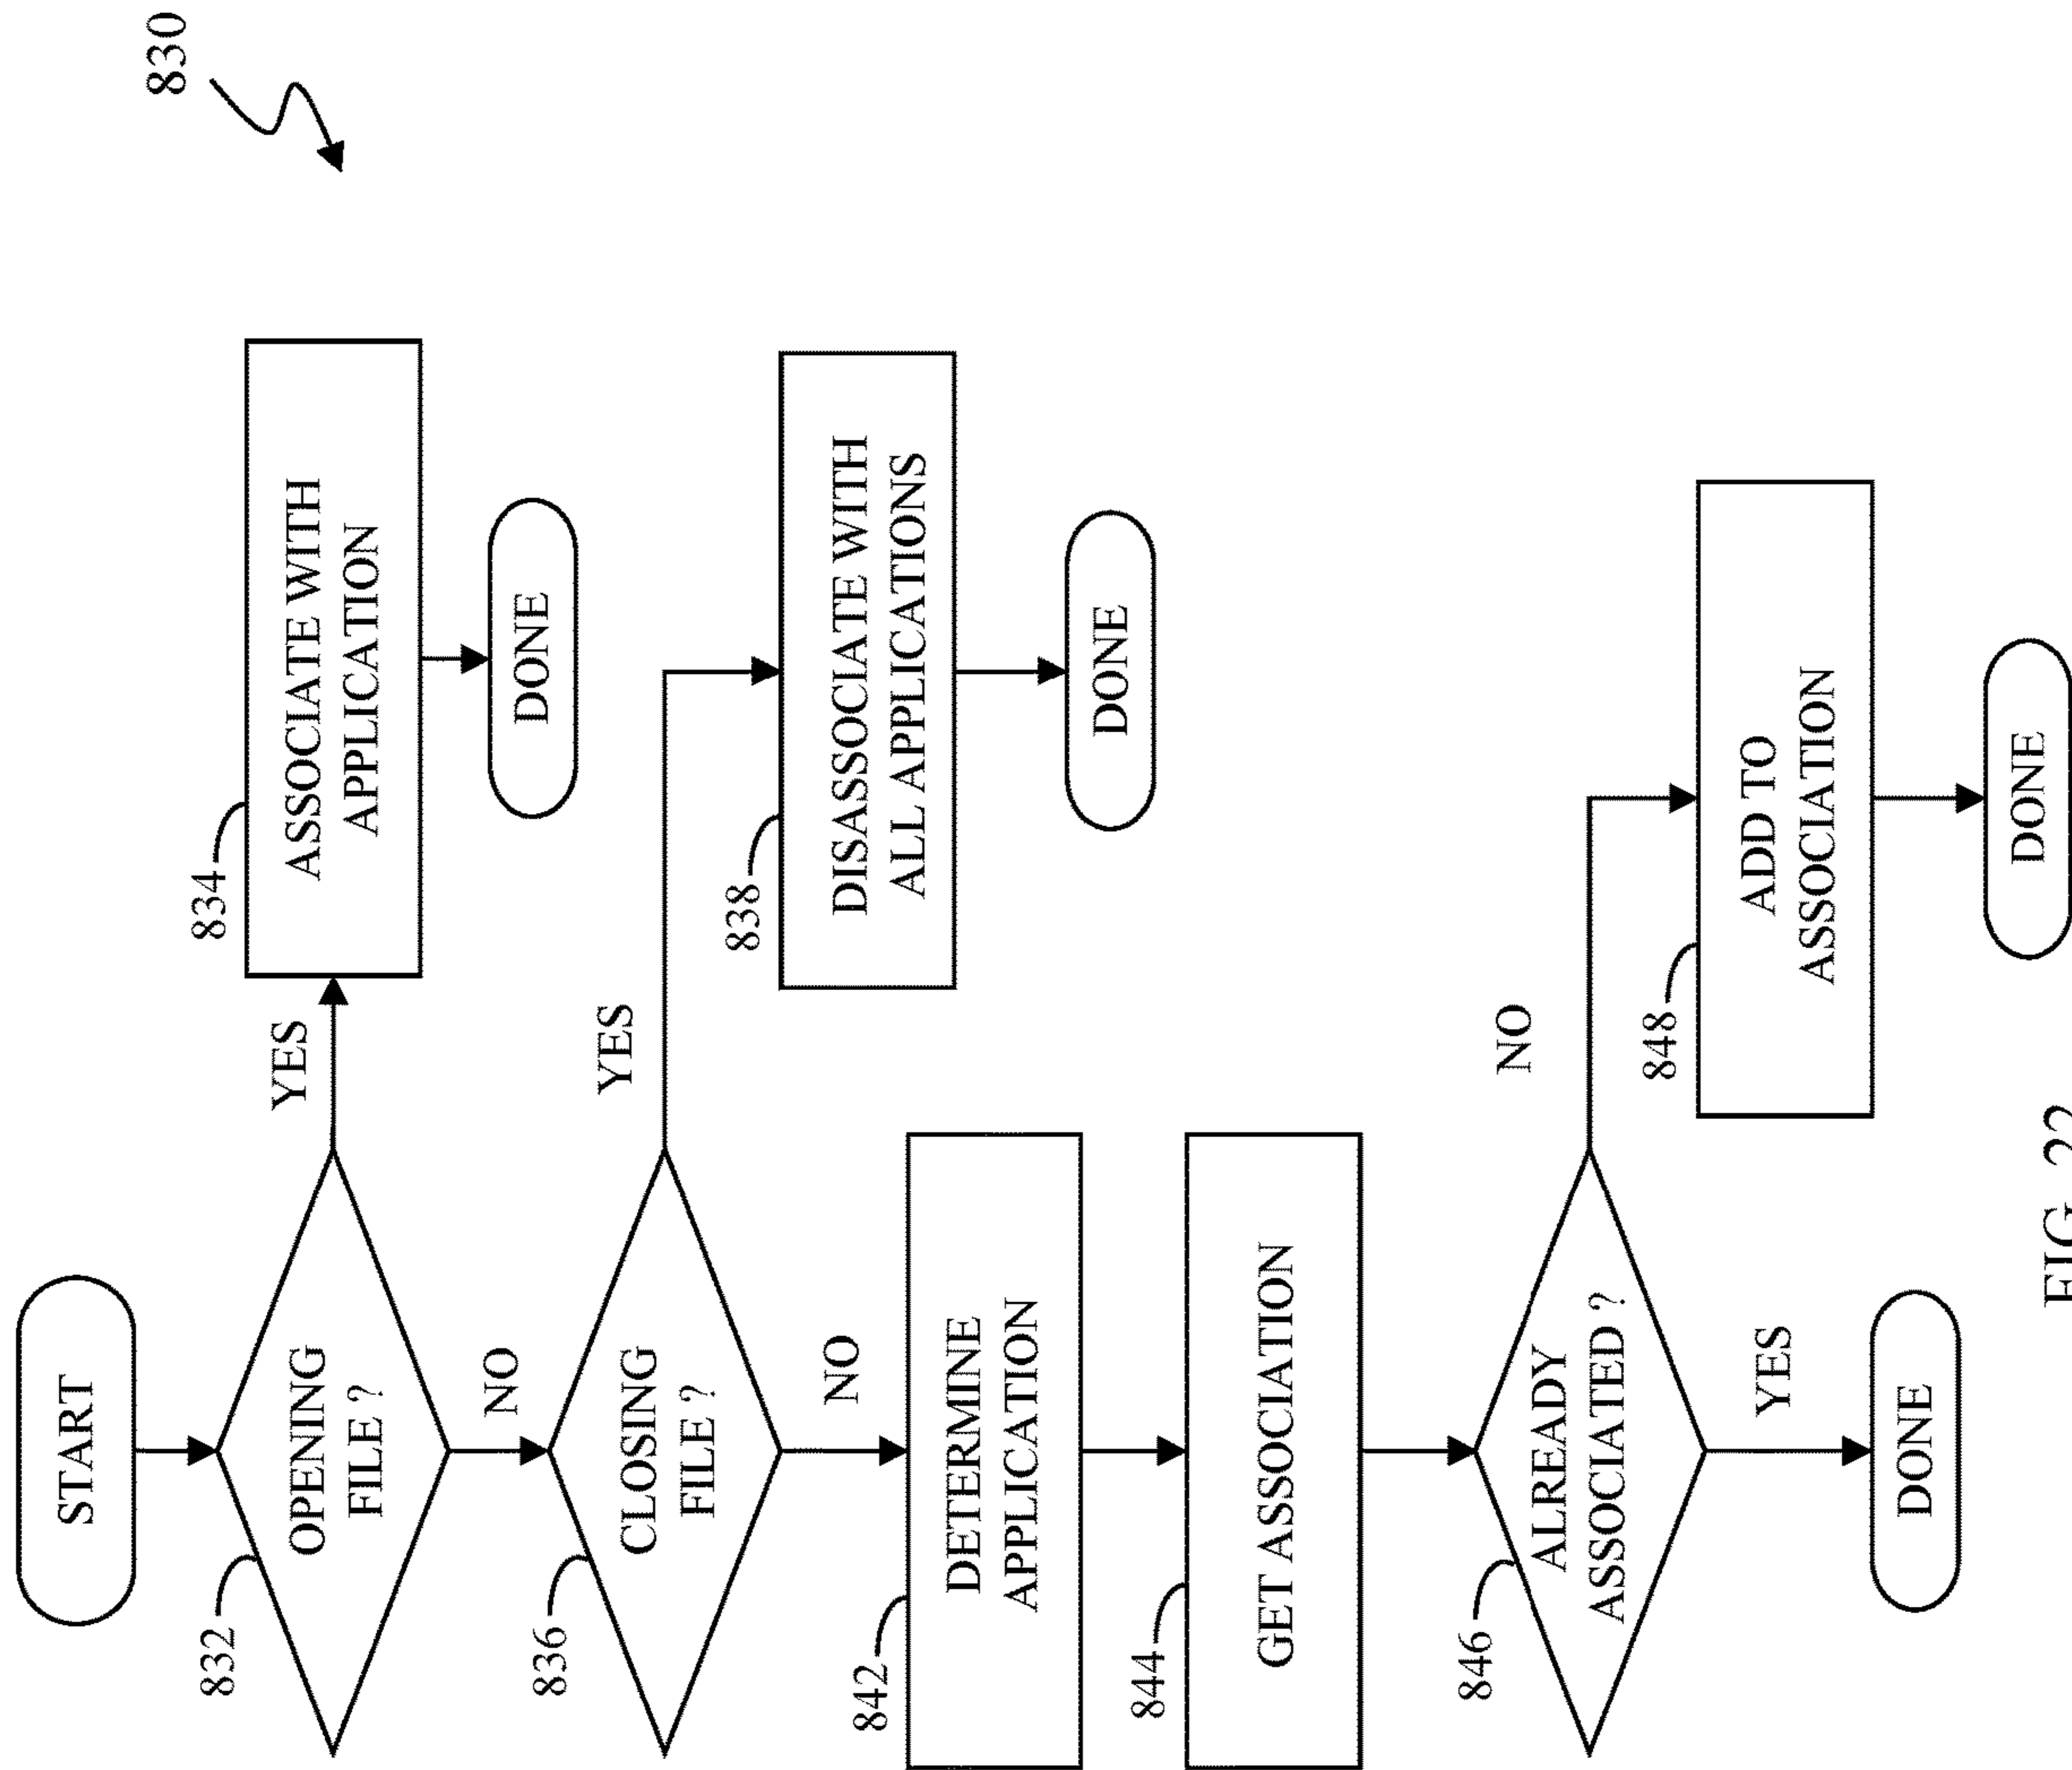 830
START
832
OPENING
FILE ?
YES
834
ASSOCIATE WITH
APPLICATION
DONE
NO
836
CLOSING
FILE ?
YES
838
DISASSOCIATE WITH
ALL APPLICATIONS
DONE
NO
842
DETERMINE
APPLICATION
844
GET ASSOCIATION
846
ALREADY
ASSOCIATED ?
NO
848
ADD TO
ASSOCIATION
DONE
YES
DONE
FIG. 22